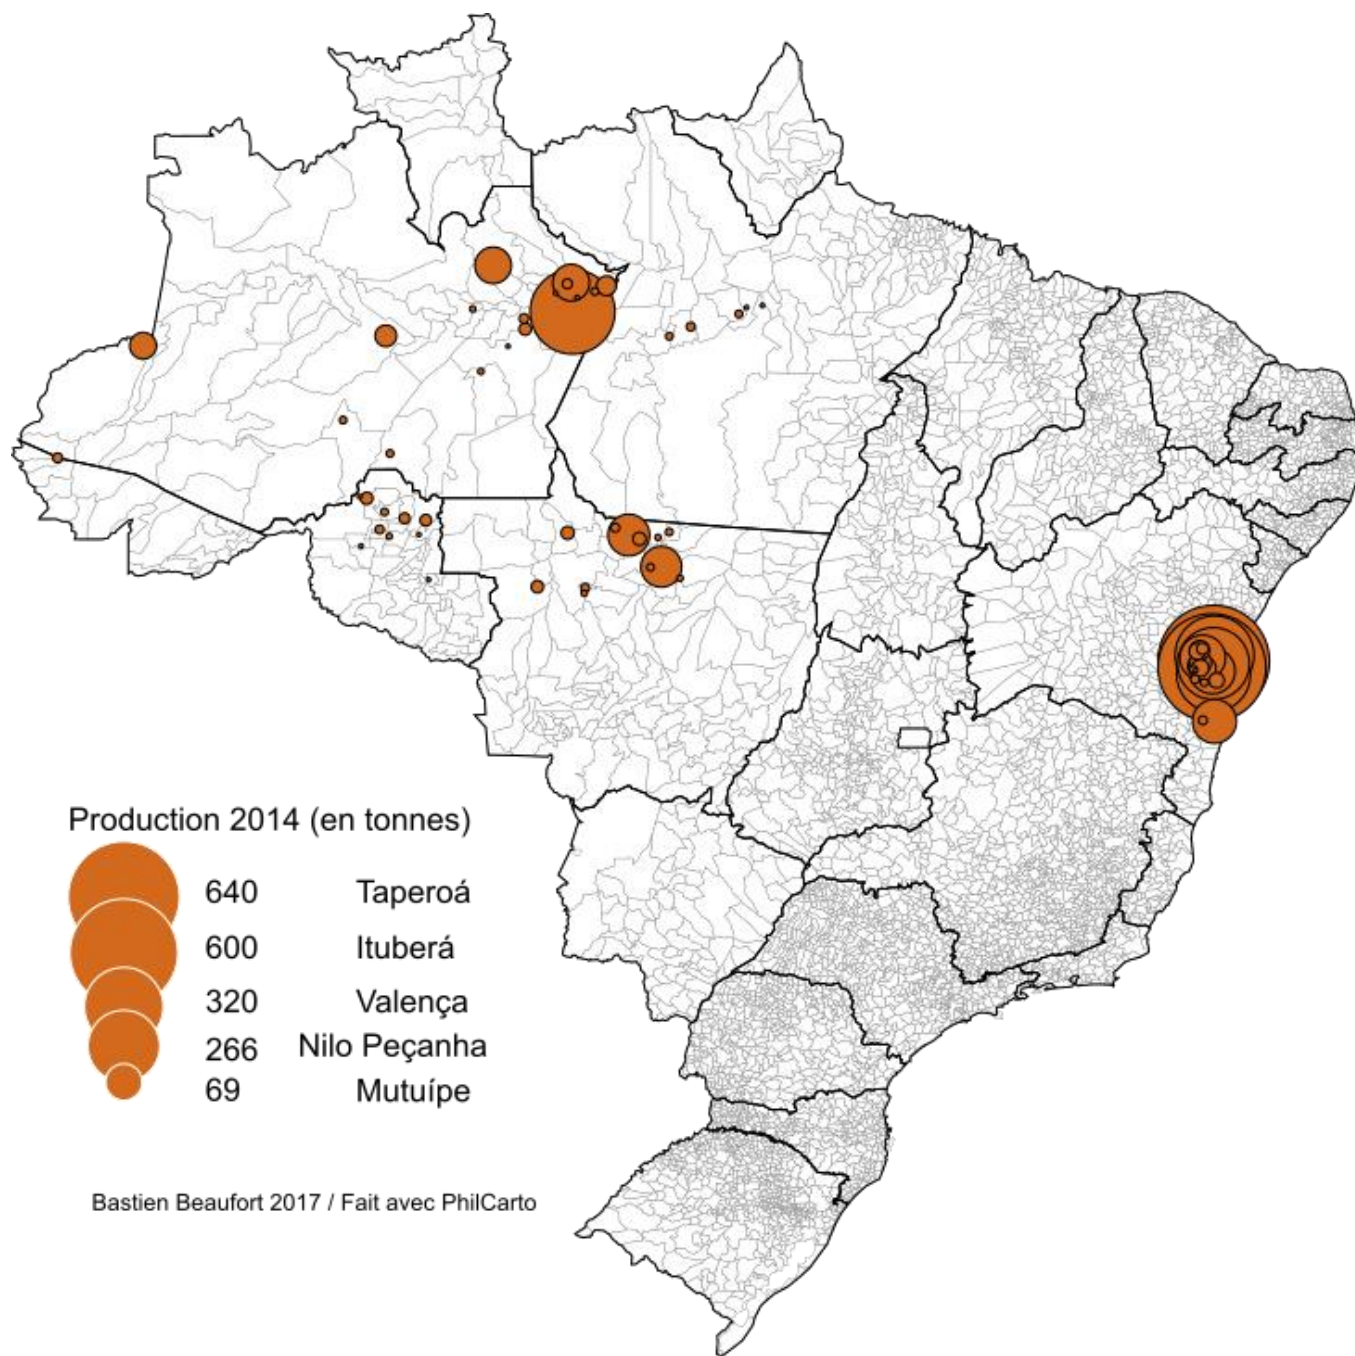 Production 2014 (en tonnes)
640 Taperoá
600 Ituberá
320 Valença
266 Nilo Peçanha
69 Mutuípe
Bastien Beaufort 2017 / Fait avec PhilCarto